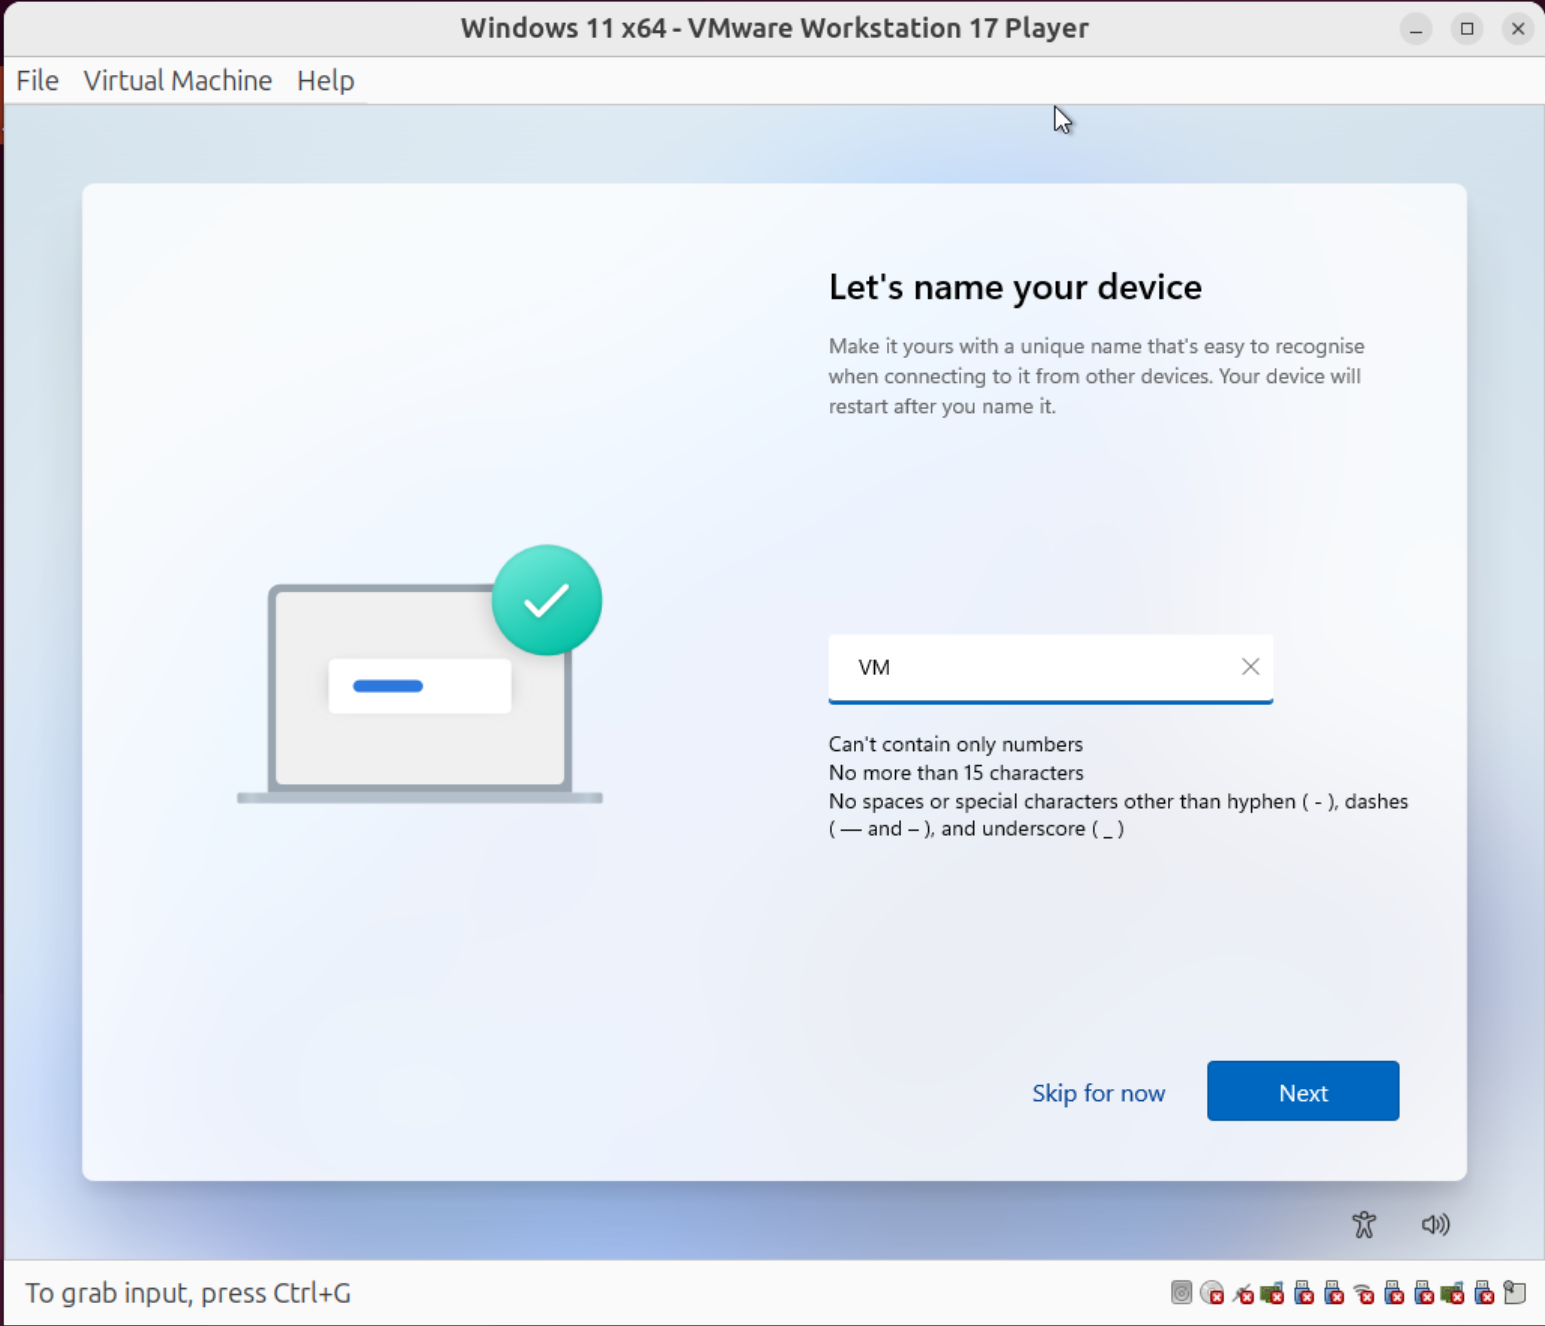 Windows 11 x64 - VMware Workstation 17 Player
File Virtual Machine Help
Let's name your device
Make it yours with a unique name that's easy to recognise
when connecting to it from other devices. Your device will
restart after you name it.
VM
Can't contain only numbers
No more than 15 characters
No spaces or special characters other than hyphen ( - ), dashes
( — and – ), and underscore ( _ )
Skip for now
Next
To grab input, press Ctrl+G